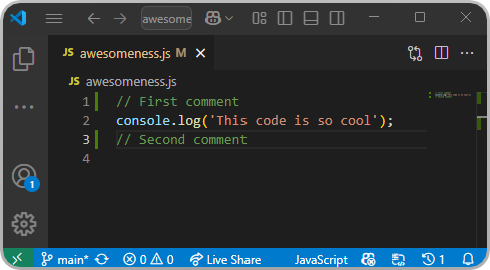 awesome
JS awesomeness.js M
JS awesomeness.js
1 // First comment
2 console.log('This code is so cool');
3 // Second comment
4
1
main* 0 0 Live Share JavaScript 1